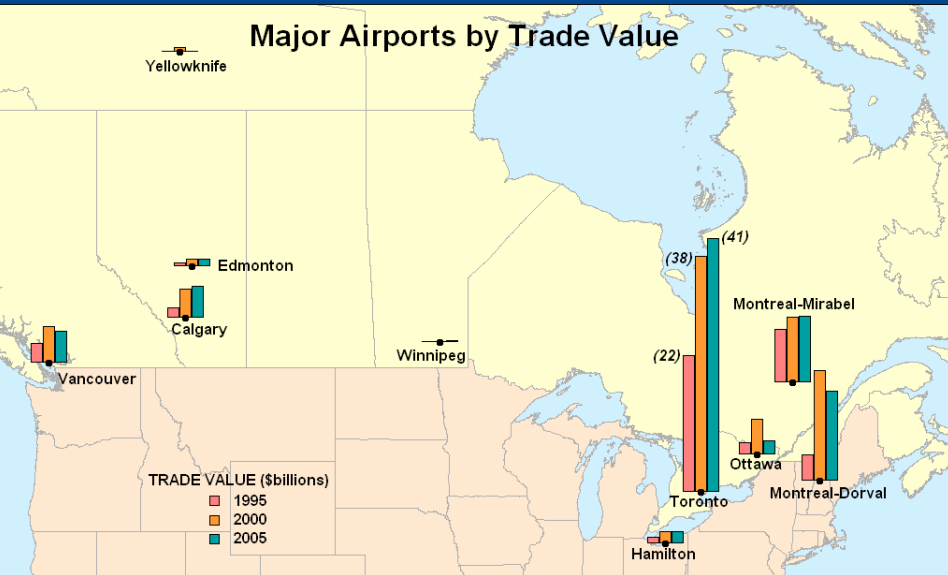 Major Airports by Trade Value
Yellowknife
(41)
(38)
Edmonton
Montreal-Mirabel
Calgary
Winnipeg
(22)
Vancouver
Ottawa
TRADE VALUE ($billions)
1995
2000
2005
Toronto
Montreal-Dorval
Hamilton